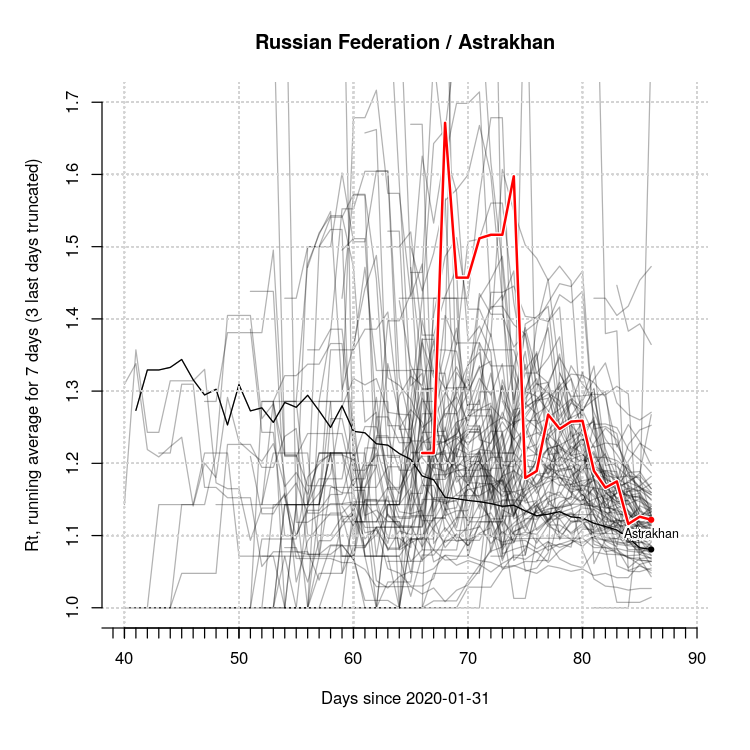 Russian Federation / Astrakhan
Rt, running average for 7 days (3 last days truncated)
1.7
1.6
1.5
1.4
1.3
1.2
1.1
1.0
Astrakhan
40 50 60 70 80 90
Days since 2020-01-31